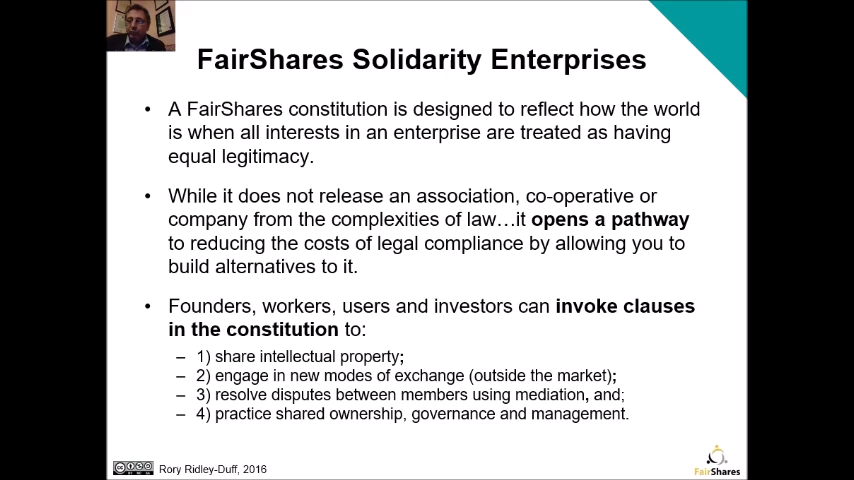 FairShares Solidarity Enterprises
• A FairShares constitution is designed to reflect how the world
is when all interests in an enterprise are treated as having
equal legitimacy.
• While it does not release an association, co-operative or
company from the complexities of law…it opens a pathway
to reducing the costs of legal compliance by allowing you to
build alternatives to it.
• Founders, workers, users and investors can invoke clauses
in the constitution to:
– 1) share intellectual property;
– 2) engage in new modes of exchange (outside the market);
– 3) resolve disputes between members using mediation, and;
– 4) practice shared ownership, governance and management.
Rory Ridley-Duff, 2016
FairShares